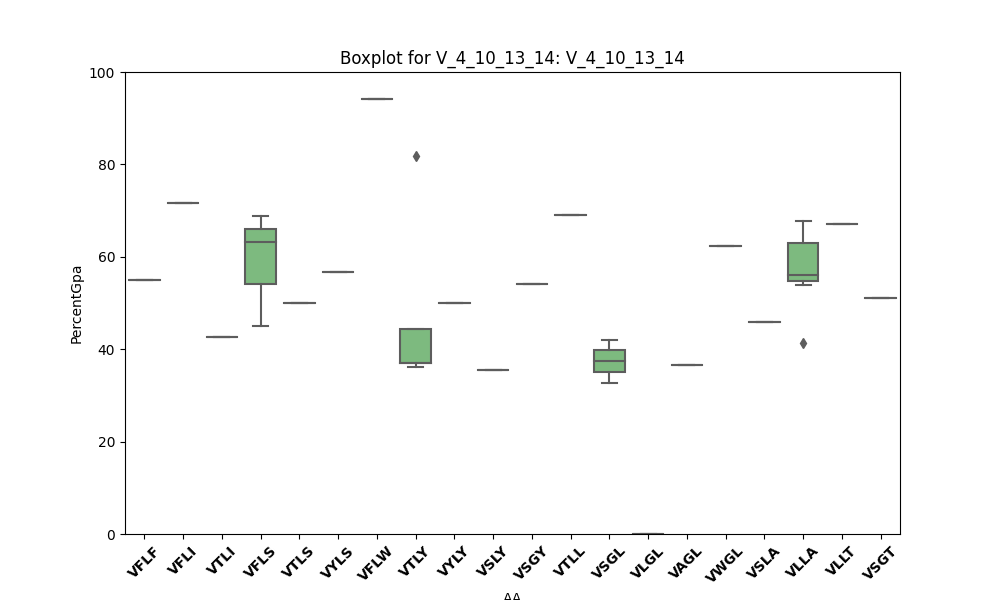 Boxplot for V_4_10_13_14: V_4_10_13_14
100
80
60
40
20
0
PercentGpa
VFLF
VFLI
VTLI
VFLS
VTLS
VYLS
VFLW
VTLY
VYLY
VSLY
VSGY
VTLL
VSGL
VLGL
VAGL
VWGL
VSLA
VLLA
VLLT
VSGT
AA